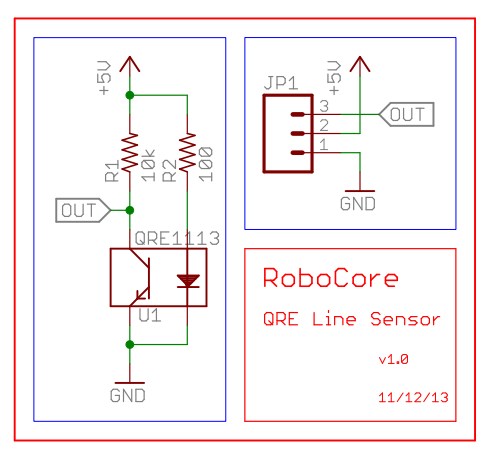 +5V
R1
10k
R2
100
OUT
QRE1113
U1
GND
JP1
+5V
3
2
1
OUT
GND
RoboCore
QRE Line Sensor
v1.0
11/12/13